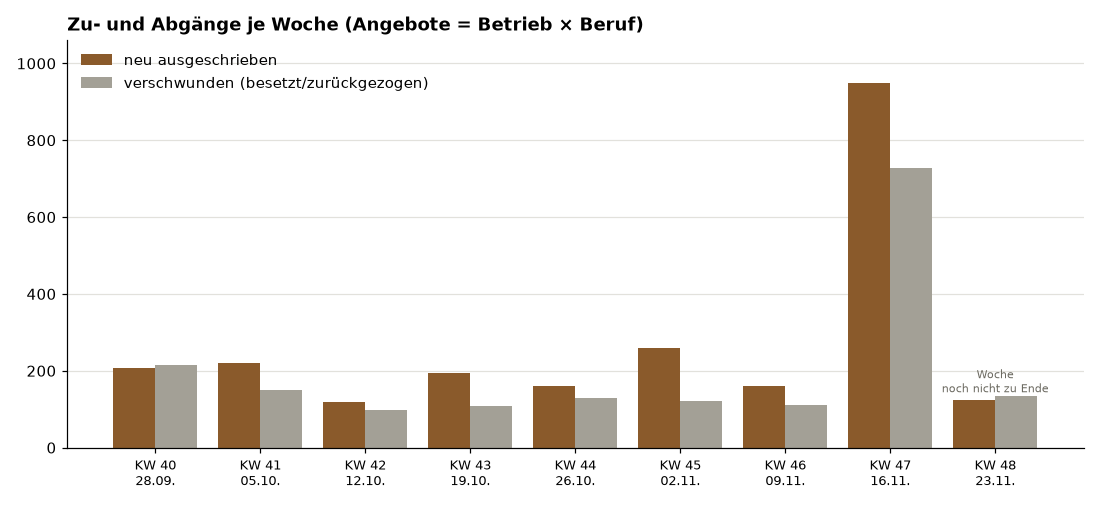 Zu- und Abgänge je Woche (Angebote = Betrieb × Beruf)
neu ausgeschrieben
verschwunden (besetzt/zurückgezogen)
1000
800
600
400
200
0
Woche
noch nicht zu Ende
KW 40
28.09.
KW 41
05.10.
KW 42
12.10.
KW 43
19.10.
KW 44
26.10.
KW 45
02.11.
KW 46
09.11.
KW 47
16.11.
KW 48
23.11.